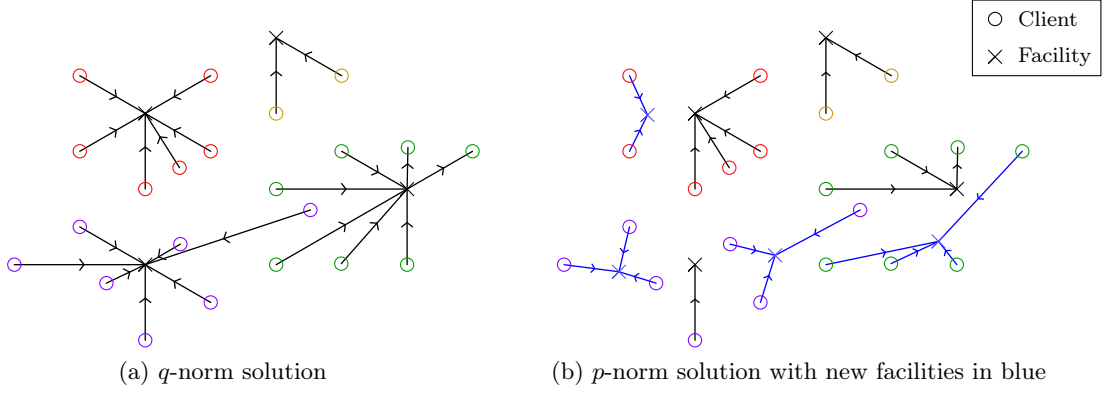 Client
Facility
(a) q-norm solution
(b) p-norm solution with new facilities in blue